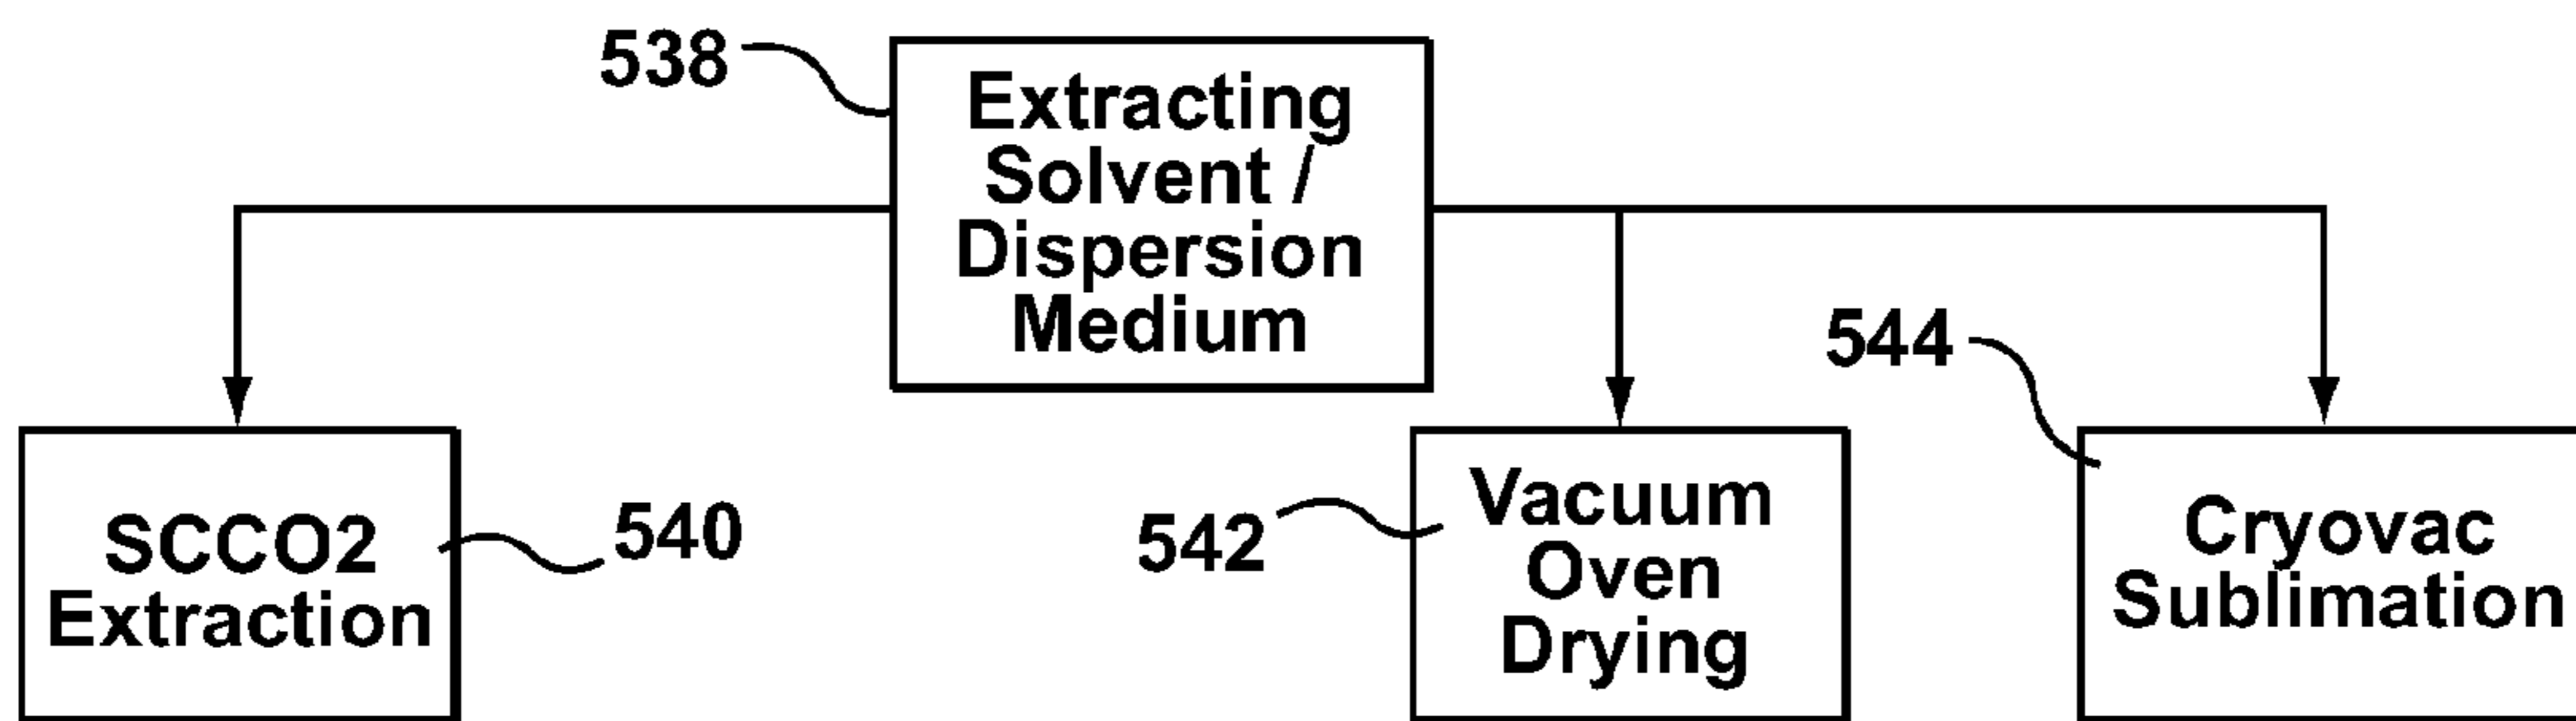 538
Extracting
Solvent /
Dispersion
Medium
544
SCCO2
Extraction
540
542
Vacuum
Oven
Drying
Cryovac
Sublimation